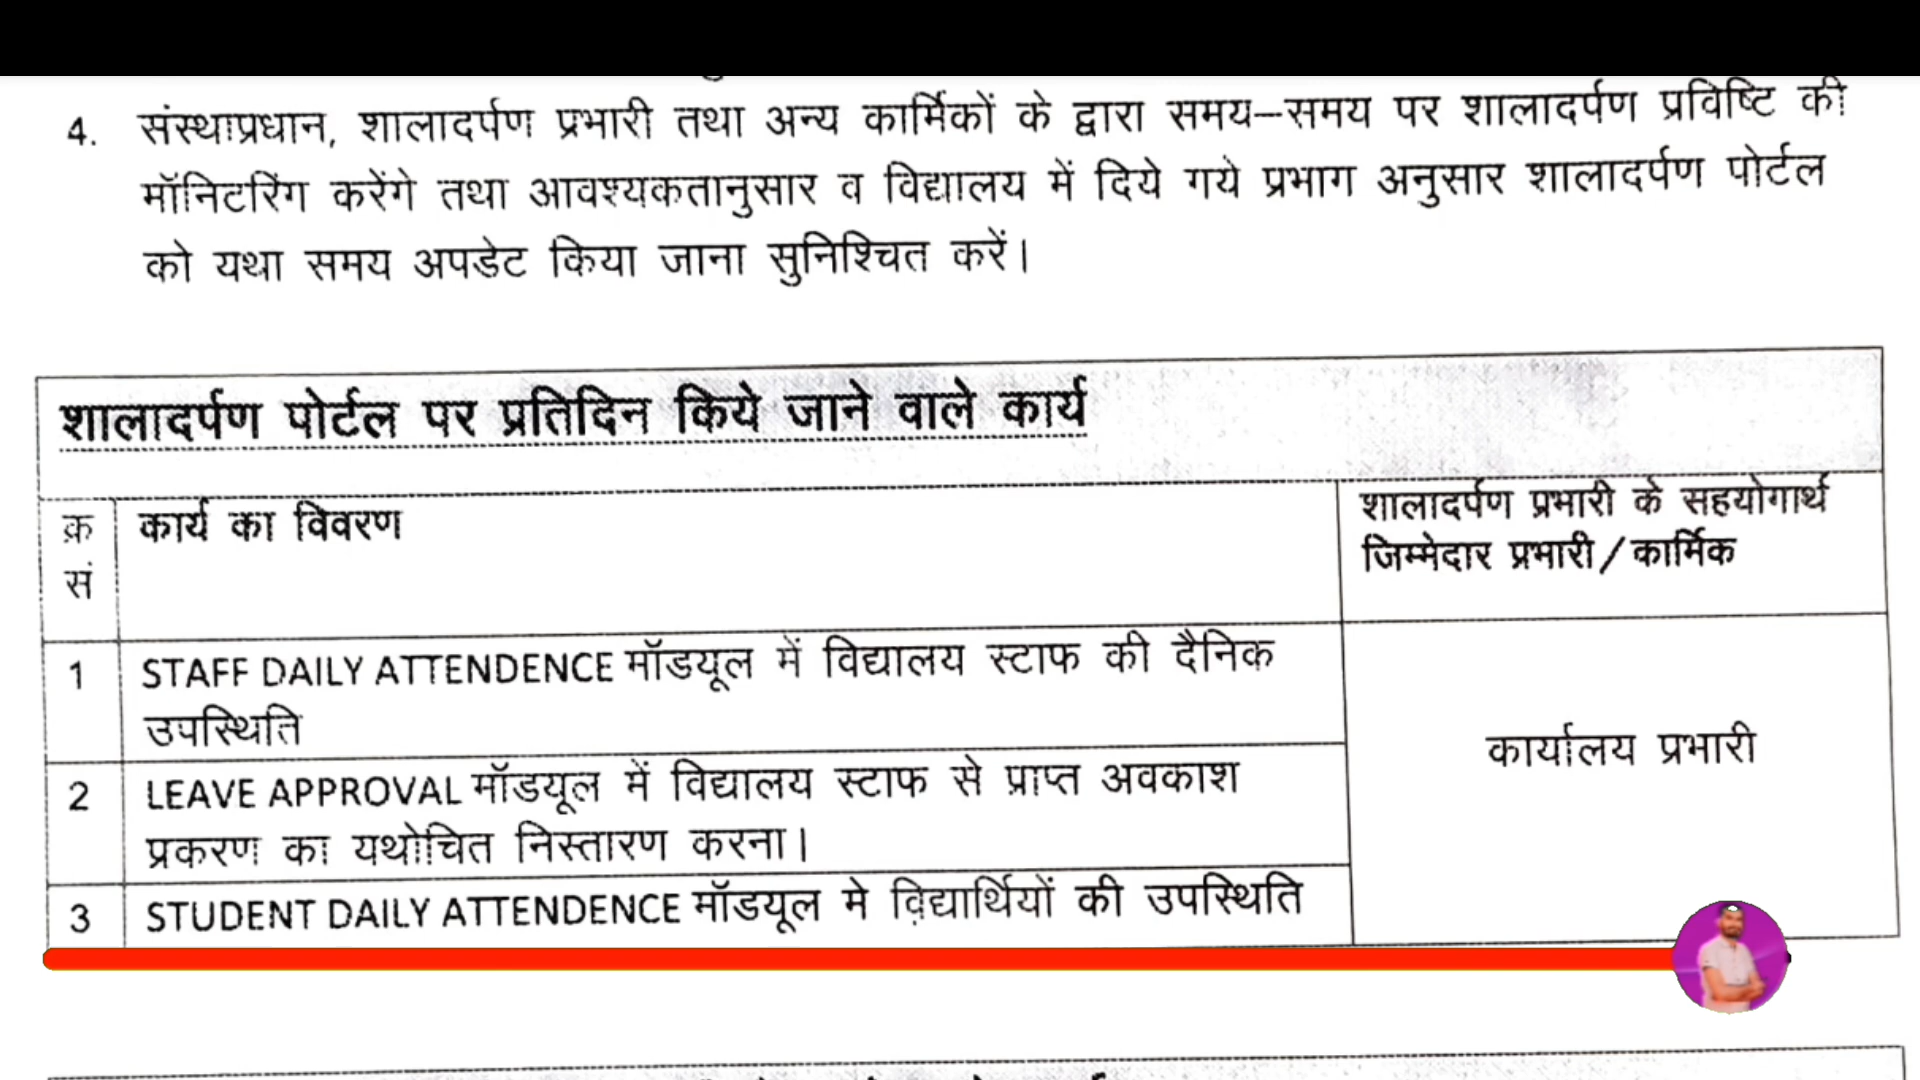 4. संस्थाप्रधान, शालादर्पण प्रभारी तथा अन्य कार्मिकों के द्वारा समय–समय पर शालादर्पण प्रविष्टि की
मॉनिटरिंग करेंगे तथा आवश्यकतानुसार व विद्यालय में दिये गये प्रभाग अनुसार शालादर्पण पोर्टल
को यथा समय अपडेट किया जाना सुनिश्चित करें।
शालादर्पण पोर्टल पर प्रतिदिन किये जाने वाले कार्य
क्र कार्य का विवरण शालादर्पण प्रभारी के सहयोगार्थ
सं जिम्मेदार प्रभारी/कार्मिक
1 STAFF DAILY ATTENDENCE मॉडयूल में विद्यालय स्टाफ की दैनिक
उपस्थिति
कार्यालय प्रभारी
2 LEAVE APPROVAL मॉडयूल में विद्यालय स्टाफ से प्राप्त अवकाश
प्रकरण का यथोचित निस्तारण करना।
3 STUDENT DAILY ATTENDENCE मॉडयूल मे विद्यार्थियों की उपस्थिति